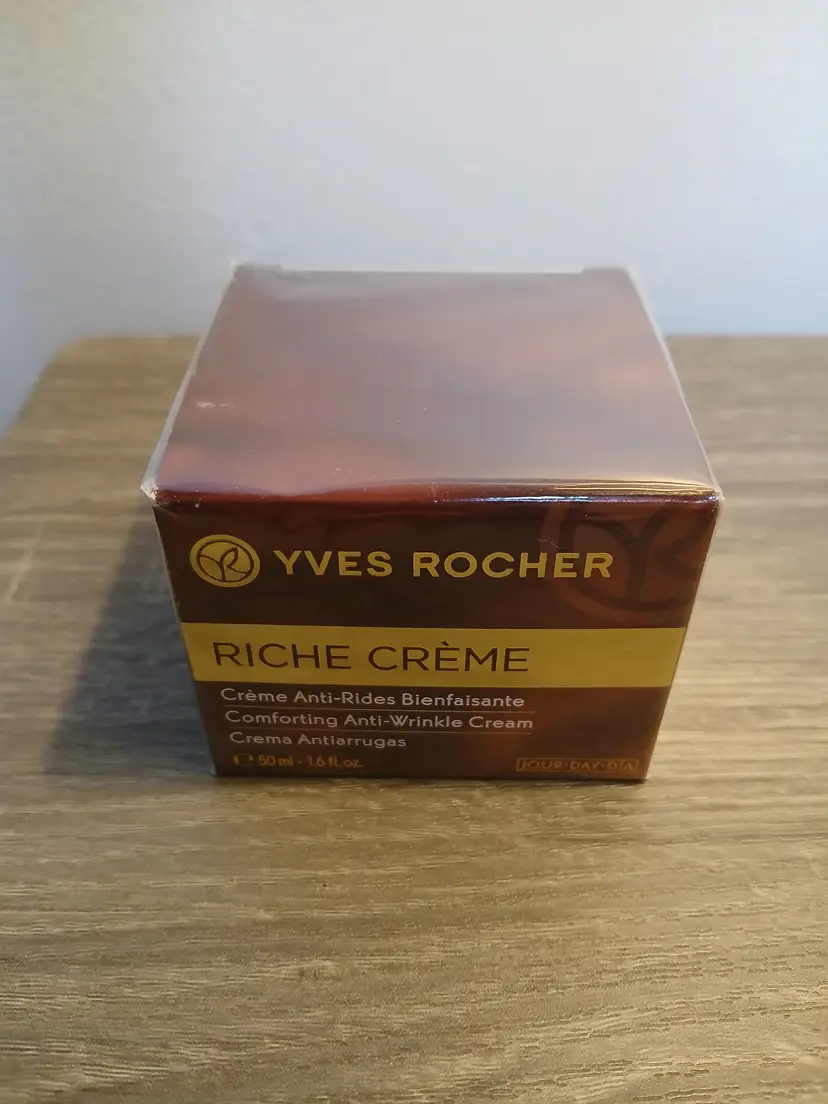 YVES ROCHER
RICHE CRÈME
Crème Anti-Rides Bienfaisante
Comforting Anti-Wrinkle Cream
Crema Antiarrugas
50 ml - 1.6 fl. oz.
JOUR·DAY·DÍA